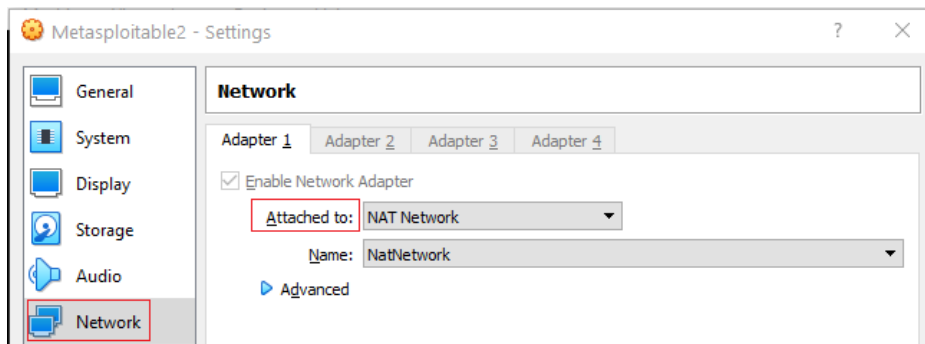 Metasploitable2 - Settings ?
General
System
Display
Storage
Audio
Network
Network
Adapter 1 Adapter 2 Adapter 3 Adapter 4
Enable Network Adapter
Attached to: NAT Network
Name: NatNetwork
Advanced